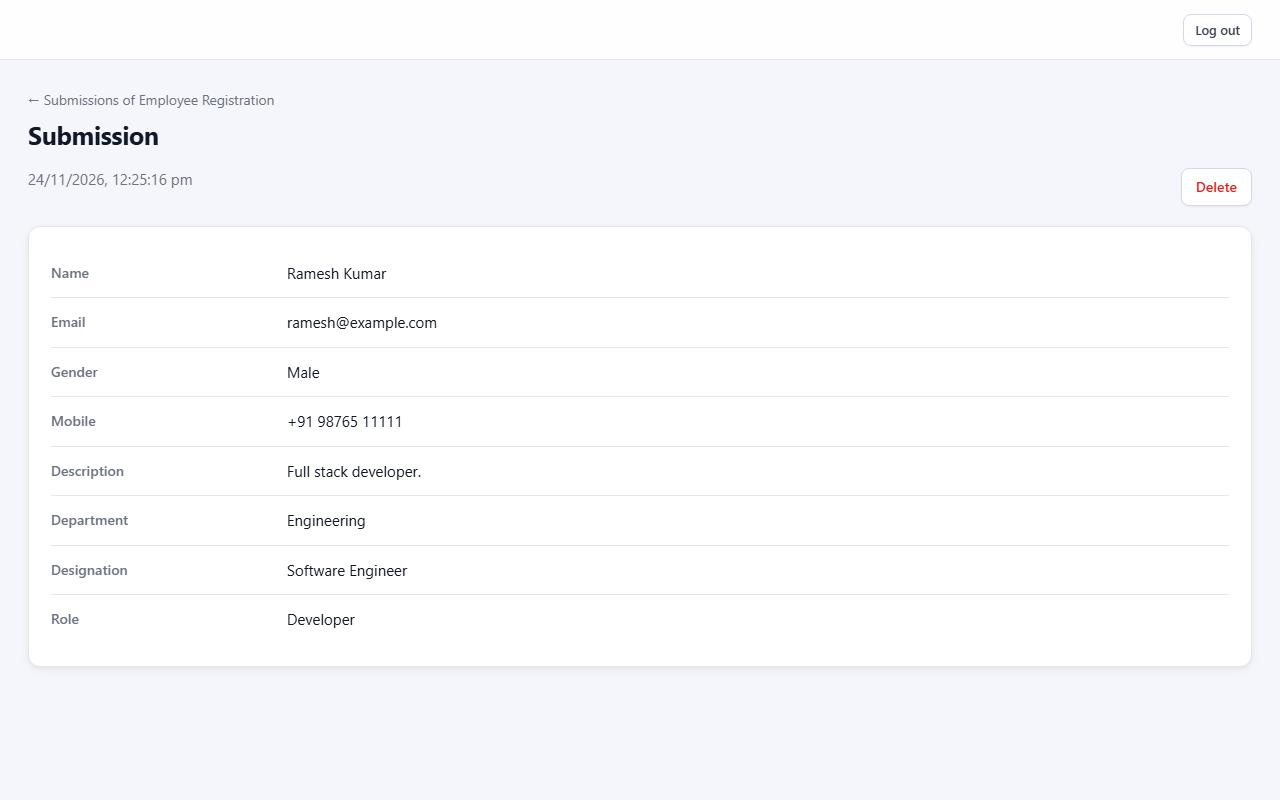 Log out
← Submissions of Employee Registration
Submission
24/11/2026, 12:25:16 pm
Delete
Name Ramesh Kumar
Email ramesh@example.com
Gender Male
Mobile +91 98765 11111
Description Full stack developer.
Department Engineering
Designation Software Engineer
Role Developer